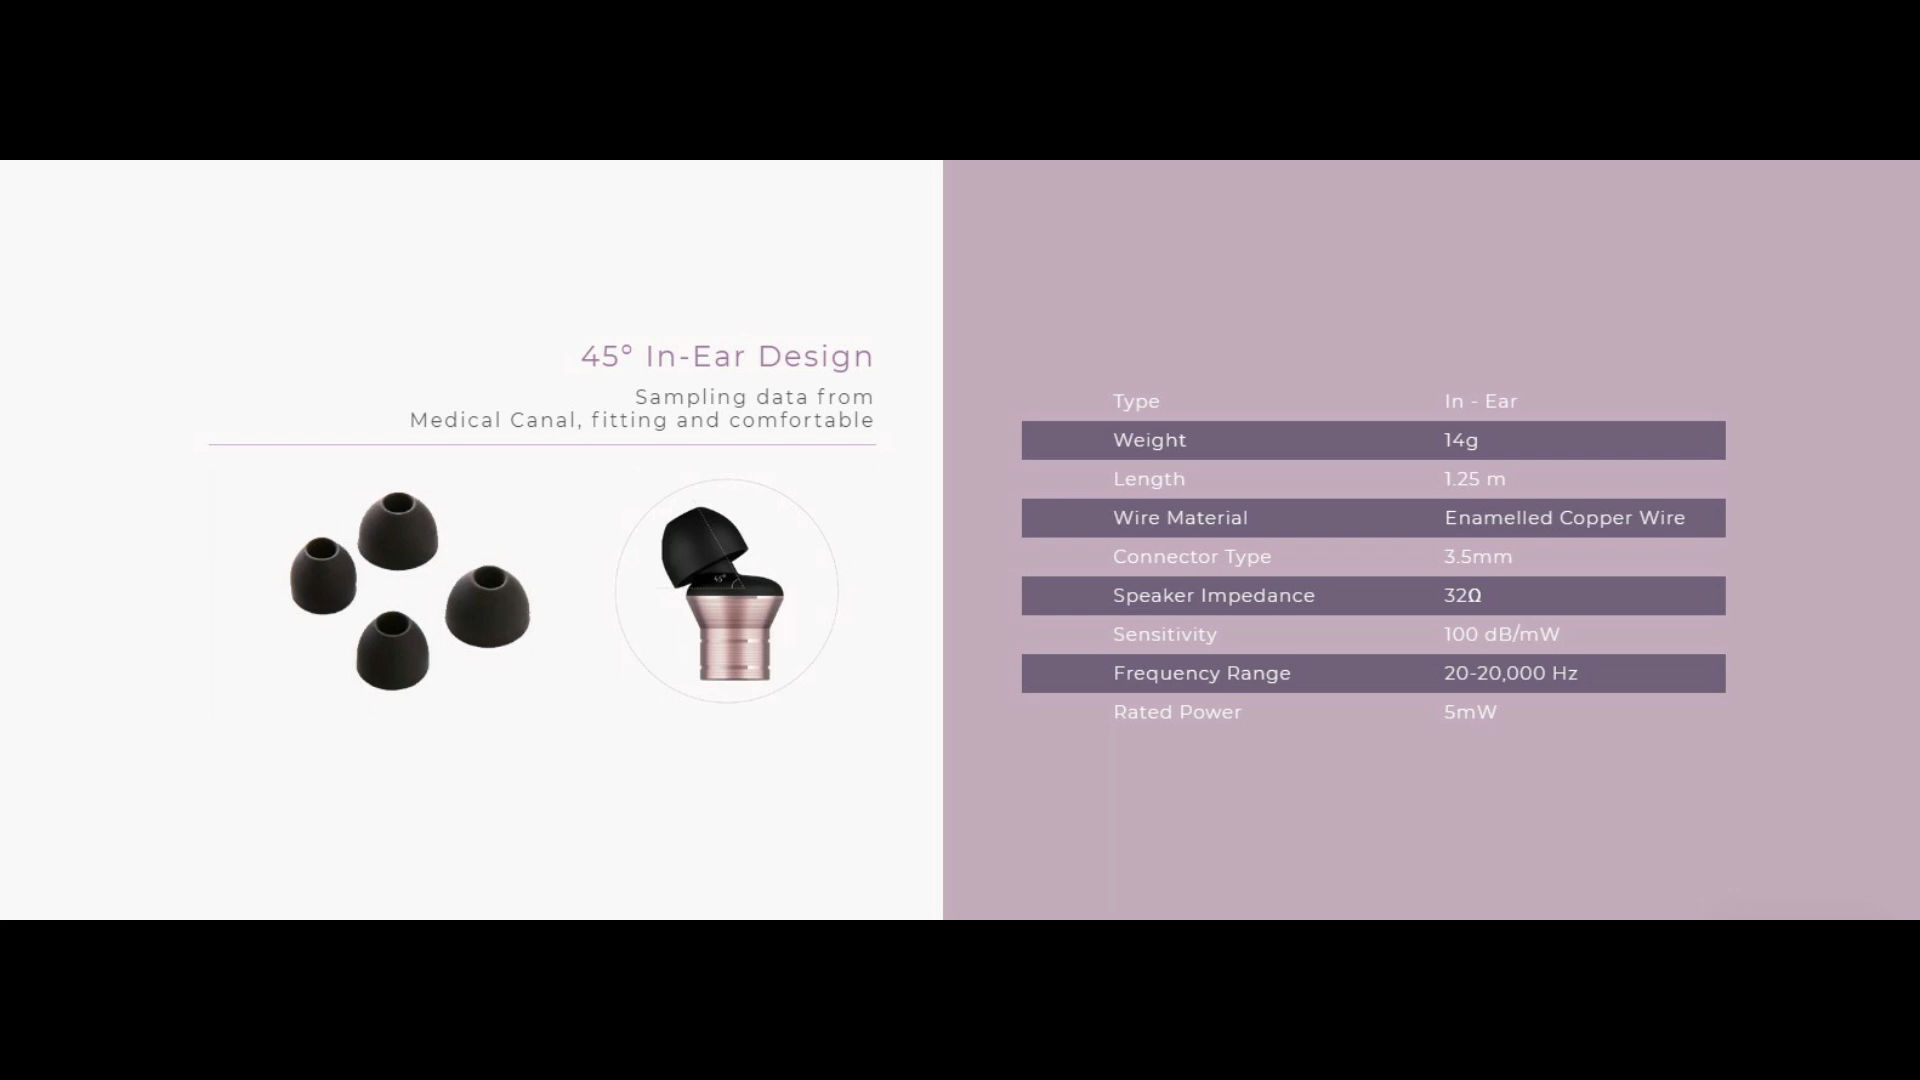 45° In-Ear Design
Sampling data from
Medical Canal, fitting and comfortable
45°
Type In - Ear
Weight 14g
Length 1.25 m
Wire Material Enamelled Copper Wire
Connector Type 3.5mm
Speaker Impedance 32Ω
Sensitivity 100 dB/mW
Frequency Range 20-20,000 Hz
Rated Power 5mW